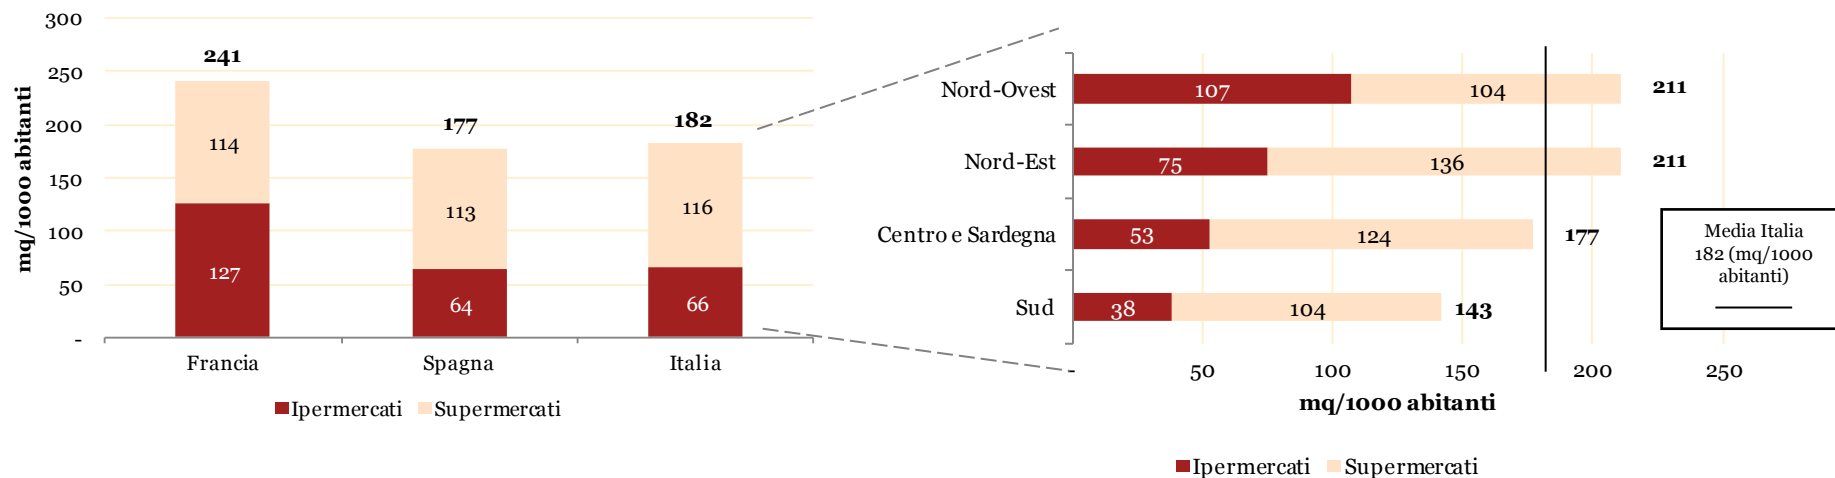 300
250
200
150
100
50
-
mq/1000 abitanti
241
114
127
177
113
64
182
116
66
Francia
Spagna
Italia
Ipermercati
Supermercati
Nord-Ovest
107
104
211
Nord-Est
75
136
211
Centro e Sardegna
53
124
177
Sud
38
104
143
-
50
100
150
200
250
mq/1000 abitanti
Media Italia
182 (mq/1000
abitanti)
Ipermercati
Supermercati